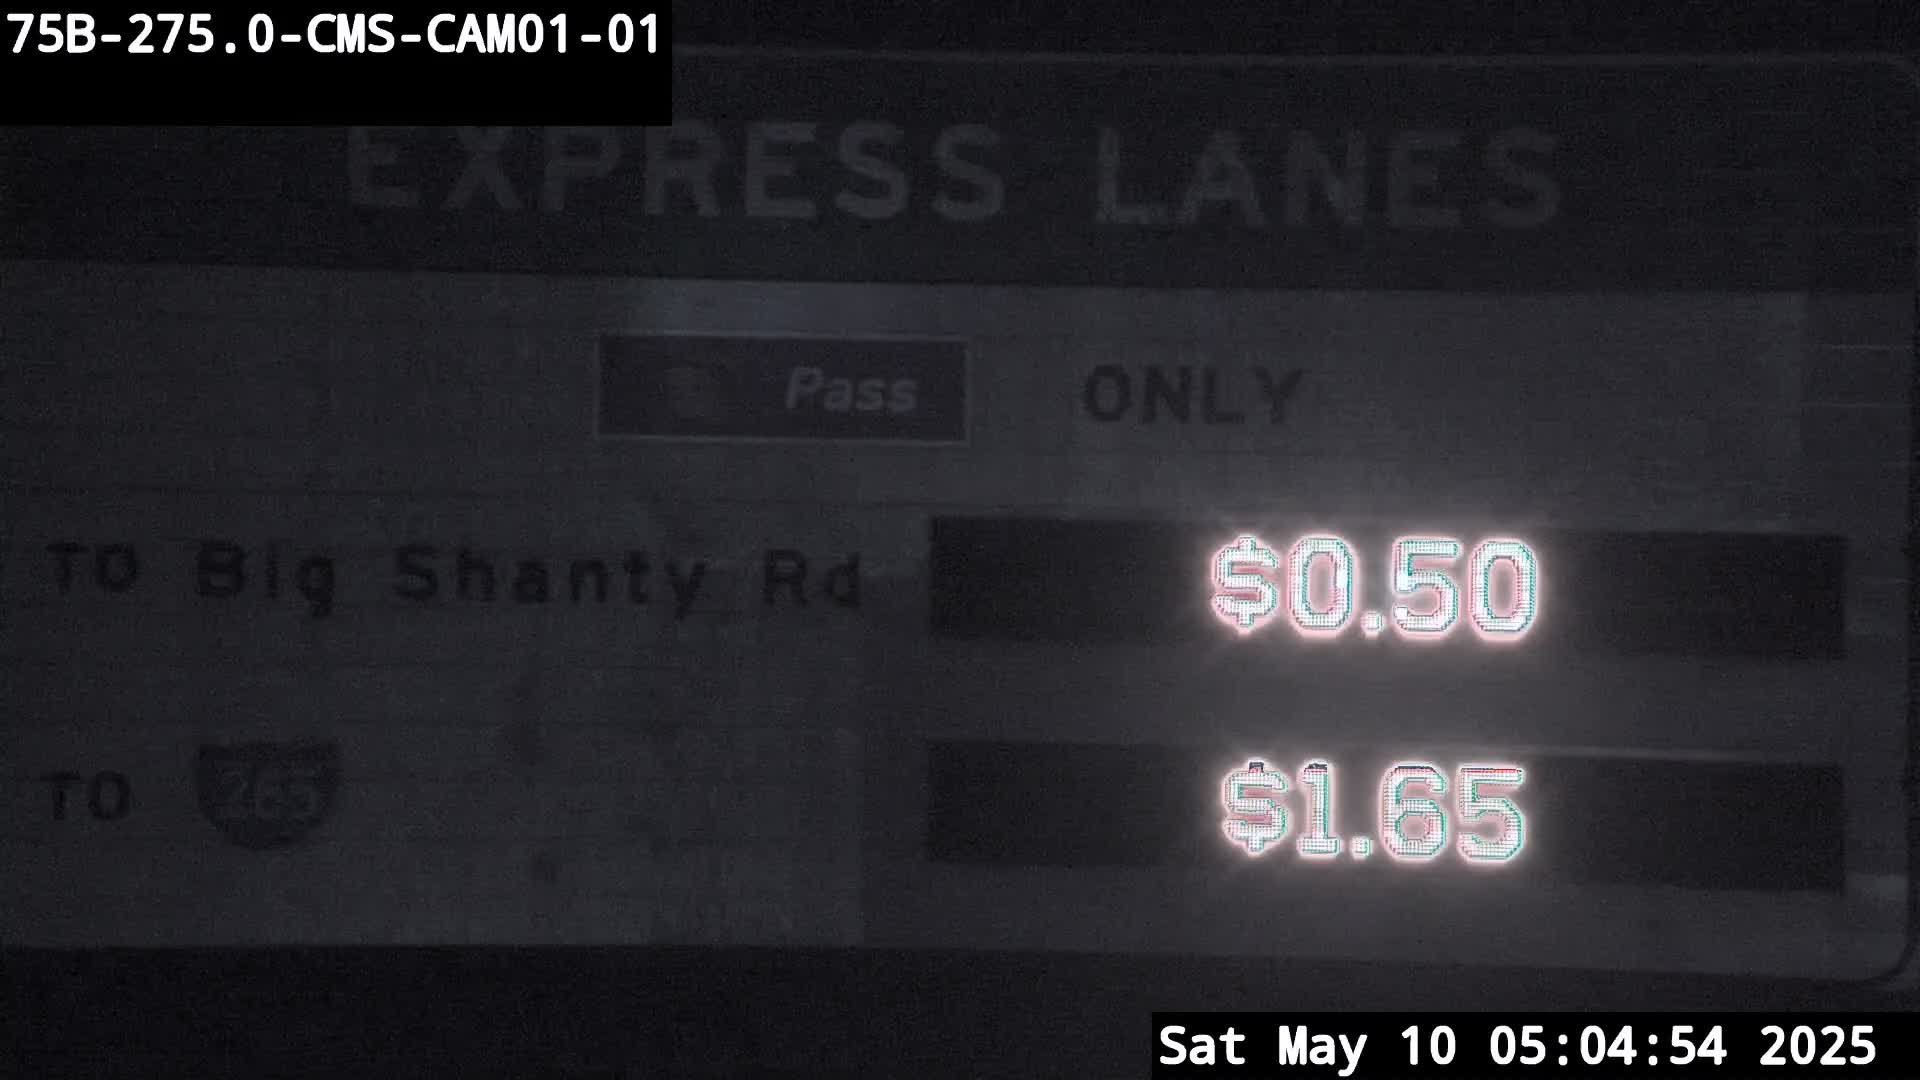 75B-275.0-CMS-CAM01-01
EXPRESS LANES
Pass ONLY
TO Big Shanty Rd $0.50
TO 285 $1.65
Sat May 10 05:04:54 2025